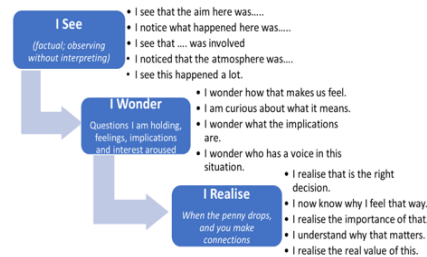 I See
(factual; observing
without interpreting)
• I see that the aim here was.....
• I notice what happened here was.....
• I see that .... was involved
• I noticed that the atmosphere was....
• I see this happened a lot.
I Wonder
Questions I am holding,
feelings, implications
and interest aroused
• I wonder how that makes us feel.
• I am curious about what it means.
• I wonder what the implications
are.
• I wonder who has a voice in this
situation.
I Realise
When the penny drops,
and you make
connections
• I realise that is the right
decision.
• I now know why I feel that way.
• I realise the importance of that
• I understand why that matters.
• I realise the real value of this.